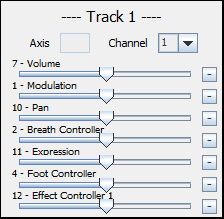 ---- Track 1 ----
Axis Channel 1
7 - Volume
-
1 - Modulation
-
10 - Pan
-
2 - Breath Controller
-
11 - Expression
-
4 - Foot Controller
-
12 - Effect Controller 1
-